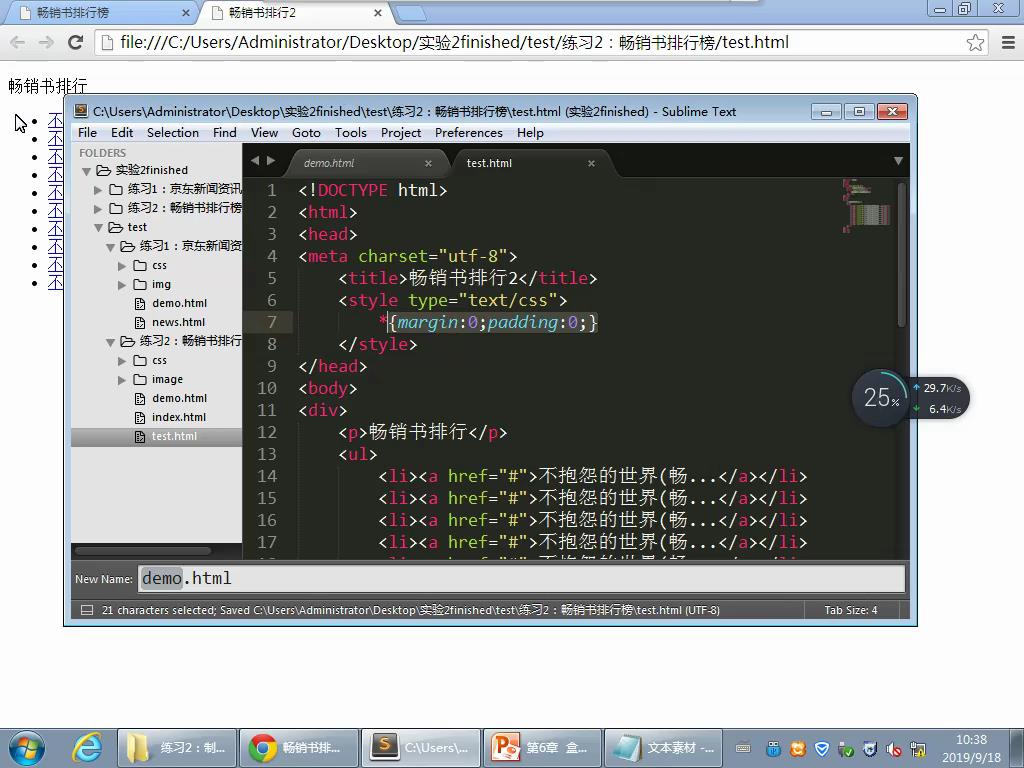 畅销书排行榜
畅销书排行2
file:///C:/Users/Administrator/Desktop/实验2finished/test/练习2：畅销书排行榜/test.html
畅销书排行
不
不
不
不
不
不
不
不
不
不
C:\Users\Administrator\Desktop\实验2finished\test\练习2：畅销书排行榜\test.html (实验2finished) - Sublime Text
File Edit Selection Find View Goto Tools Project Preferences Help
FOLDERS
实验2finished
练习1：京东新闻资讯
练习2：畅销书排行榜
test
练习1：京东新闻资
css
img
demo.html
news.html
练习2：畅销书排行
css
image
demo.html
index.html
test.html
demo.html
test.html
1 <!DOCTYPE html>
2 <html>
3 <head>
4 <meta charset="utf-8">
5 <title>畅销书排行2</title>
6 <style type="text/css">
7 *{margin:0;padding:0;}
8 </style>
9 </head>
10 <body>
11 <div>
12 <p>畅销书排行</p>
13 <ul>
14 <li><a href="#">不抱怨的世界(畅...</a></li>
15 <li><a href="#">不抱怨的世界(畅...</a></li>
16 <li><a href="#">不抱怨的世界(畅...</a></li>
17 <li><a href="#">不抱怨的世界(畅...</a></li>
New Name: demo.html
21 characters selected; Saved C:\Users\Administrator\Desktop\实验2finished\test\练习2：畅销书排行榜\test.html (UTF-8)
Tab Size: 4
25%
29.7K/s
6.4K/s
练习2：制...
畅销书排...
C:\Users\...
第6章 盒...
文本素材 -...
10:38
2019/9/18